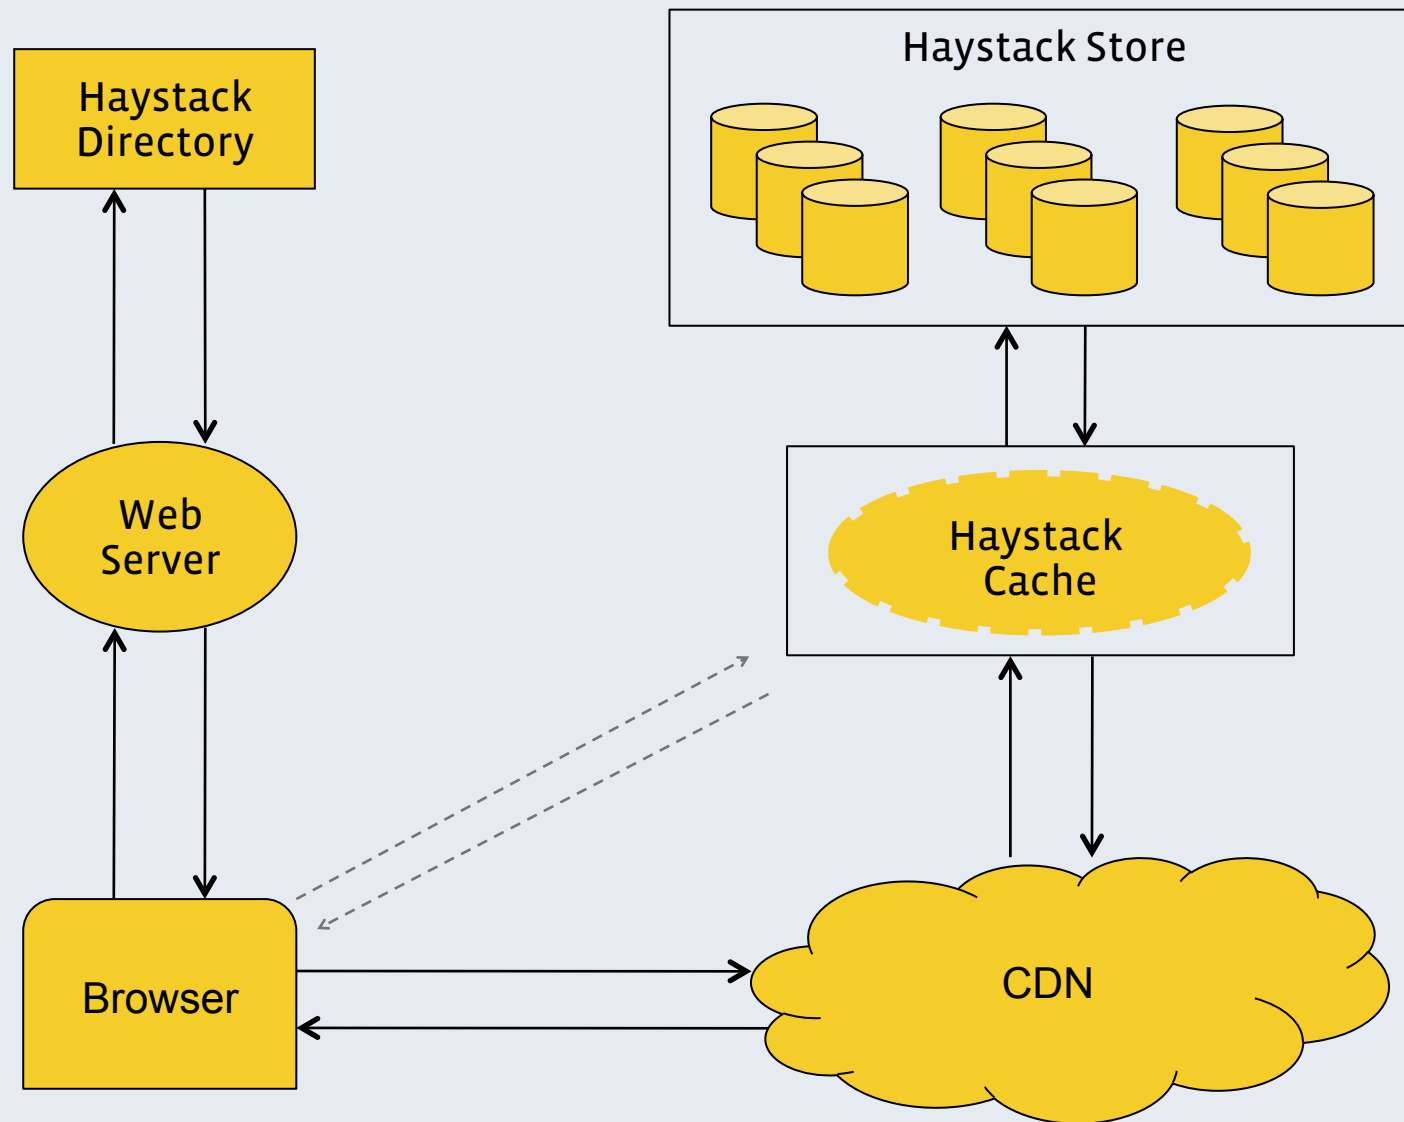 Haystack Store
Haystack
Directory
Web
Server
Haystack
Cache
Browser
CDN